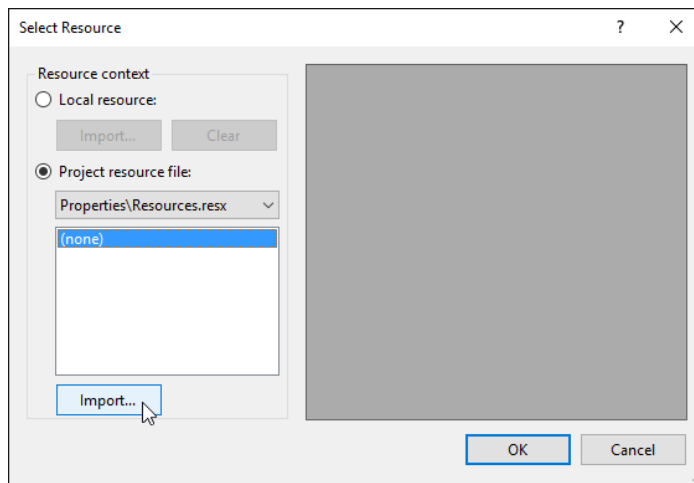 Select Resource
Resource context
Local resource:
Import... Clear
Project resource file:
Properties\Resources.resx
(none)
Import...
OK Cancel